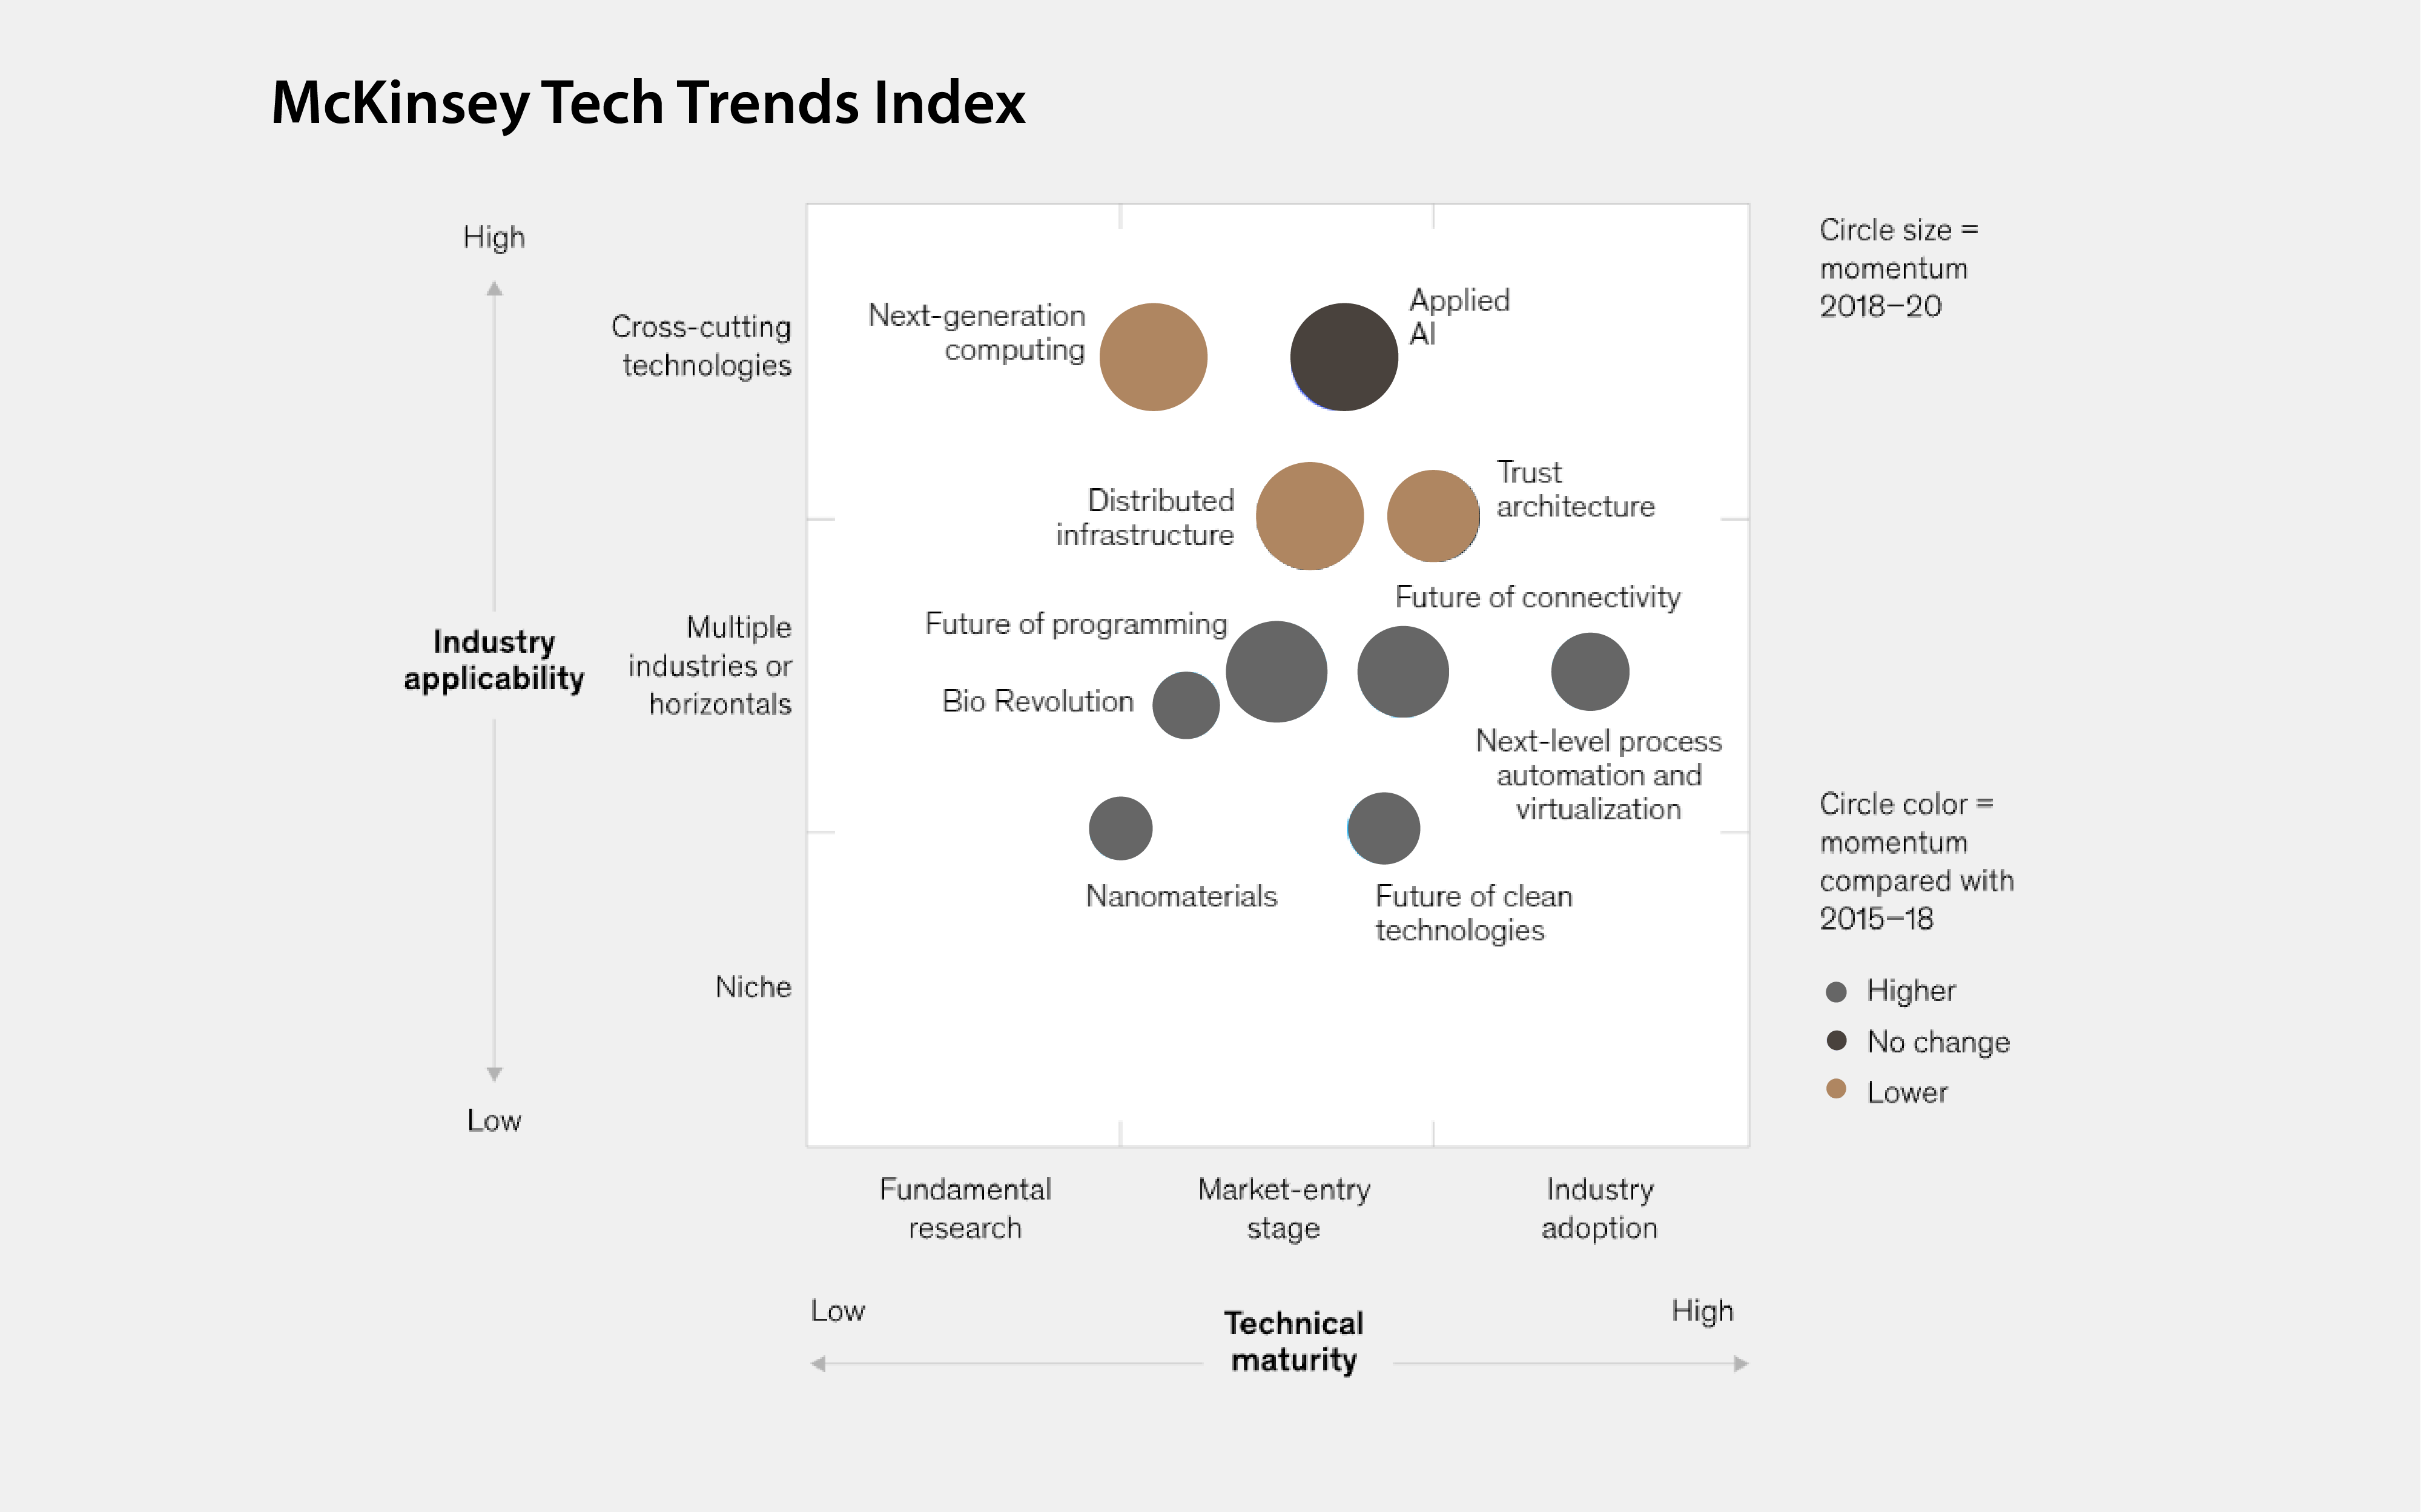 McKinsey Tech Trends Index
High
Cross-cutting
technologies
Industry
applicability
Multiple
industries or
horizontals
Niche
Low
Next-generation
computing
Applied
AI
Distributed
infrastructure
Trust
architecture
Future of programming
Future of connectivity
Bio Revolution
Next-level process
automation and
virtualization
Nanomaterials
Future of clean
technologies
Circle size =
momentum
2018–20
Circle color =
momentum
compared with
2015–18
Higher
No change
Lower
Fundamental
research
Market-entry
stage
Industry
adoption
Low
Technical
maturity
High